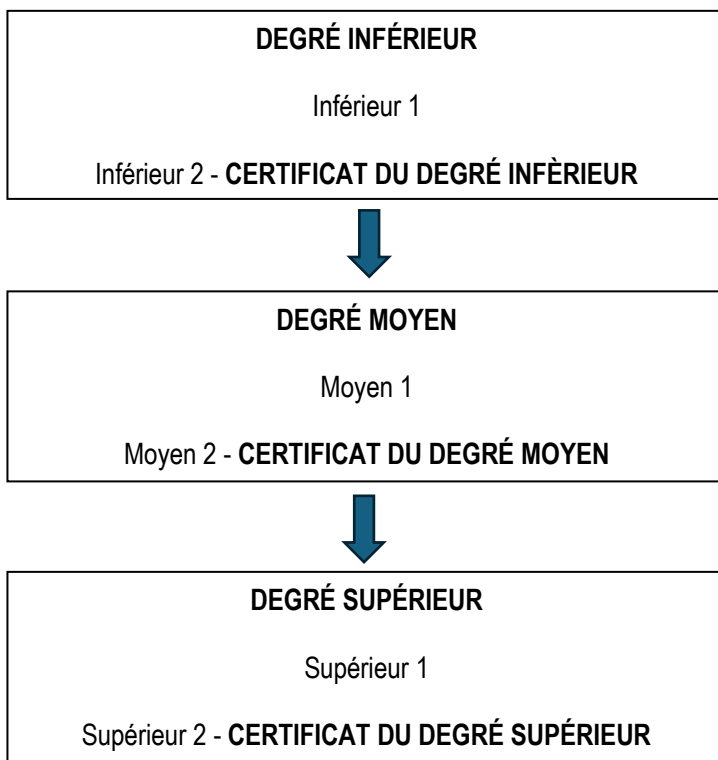 DEGRÉ INFÉRIEUR
Inférieur 1
Inférieur 2 - CERTIFICAT DU DEGRÉ INFÈRIEUR
DEGRÉ MOYEN
Moyen 1
Moyen 2 - CERTIFICAT DU DEGRÉ MOYEN
DEGRÉ SUPÉRIEUR
Supérieur 1
Supérieur 2 - CERTIFICAT DU DEGRÉ SUPÉRIEUR